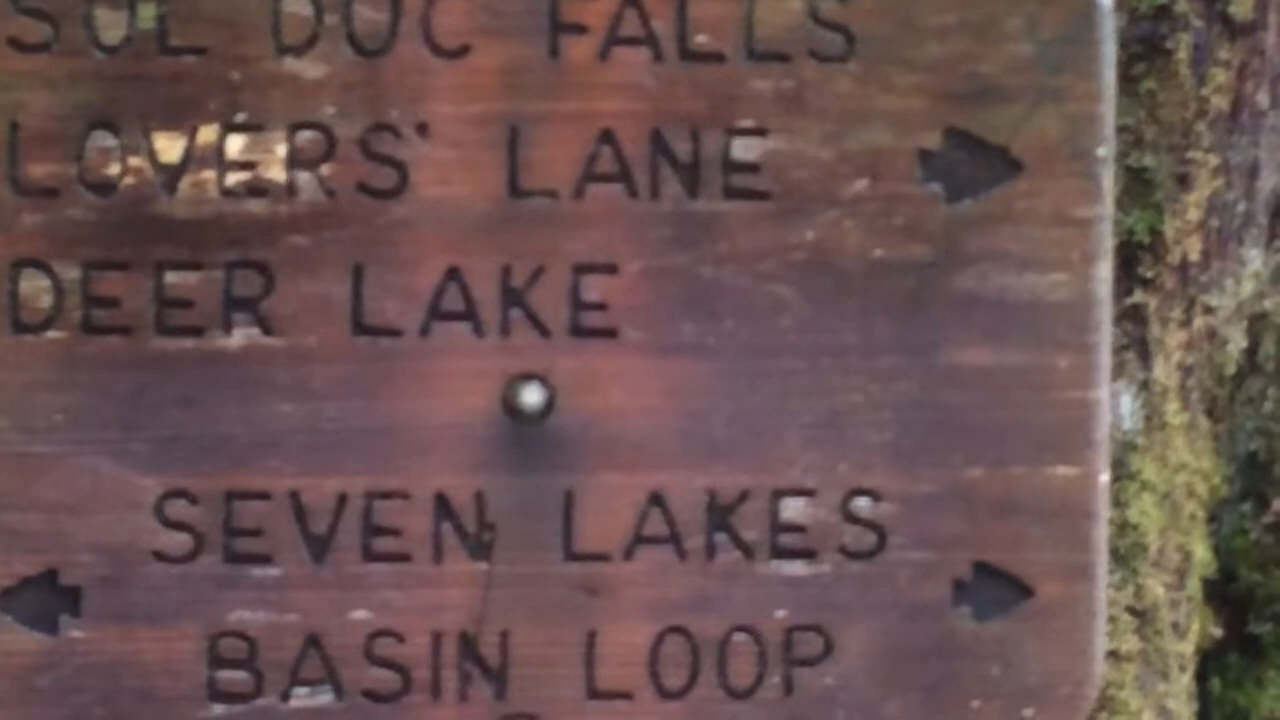 SOL DUC FALLS
LOVERS' LANE
DEER LAKE
SEVEN LAKES
BASIN LOOP